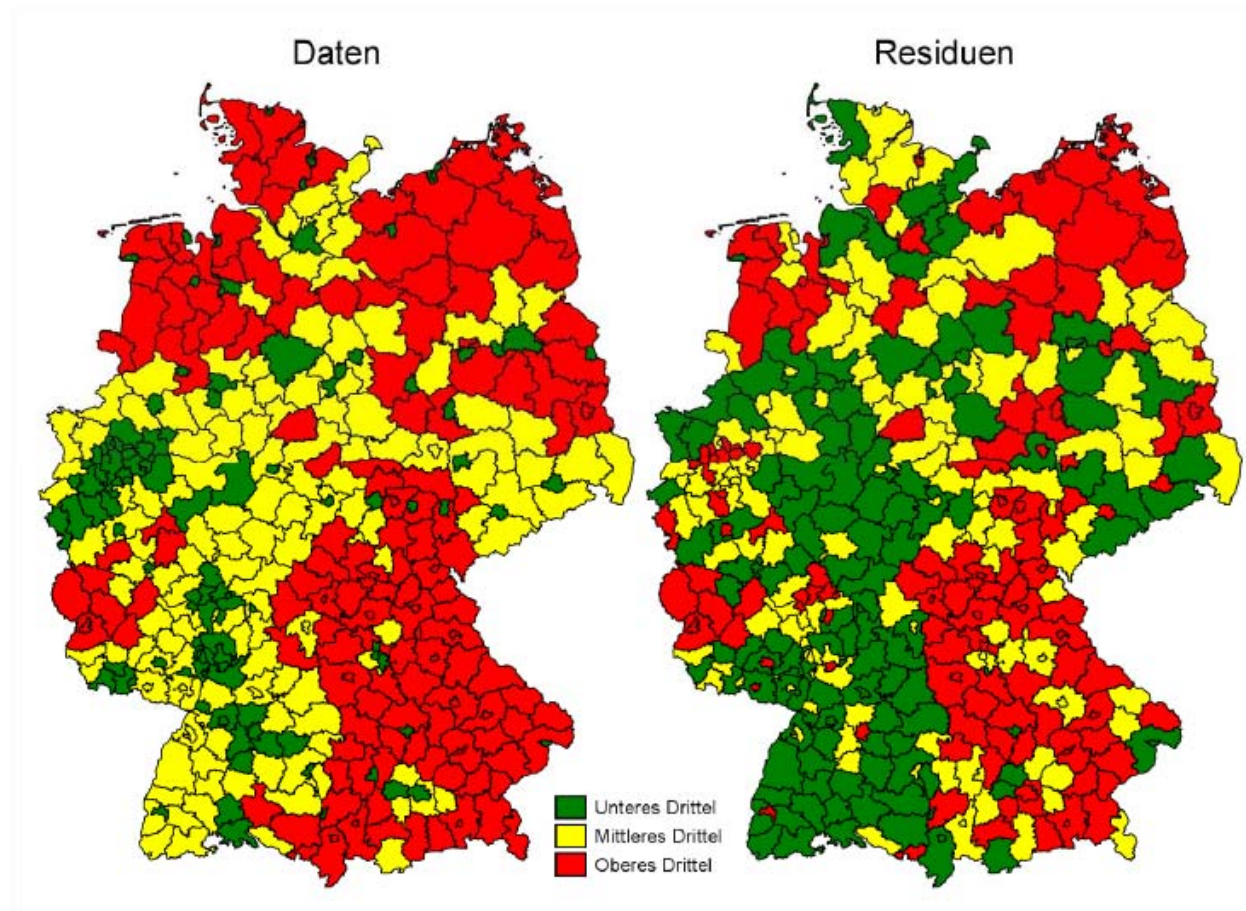 Daten
Residuen
Unteres Drittel
Mittleres Drittel
Oberes Drittel